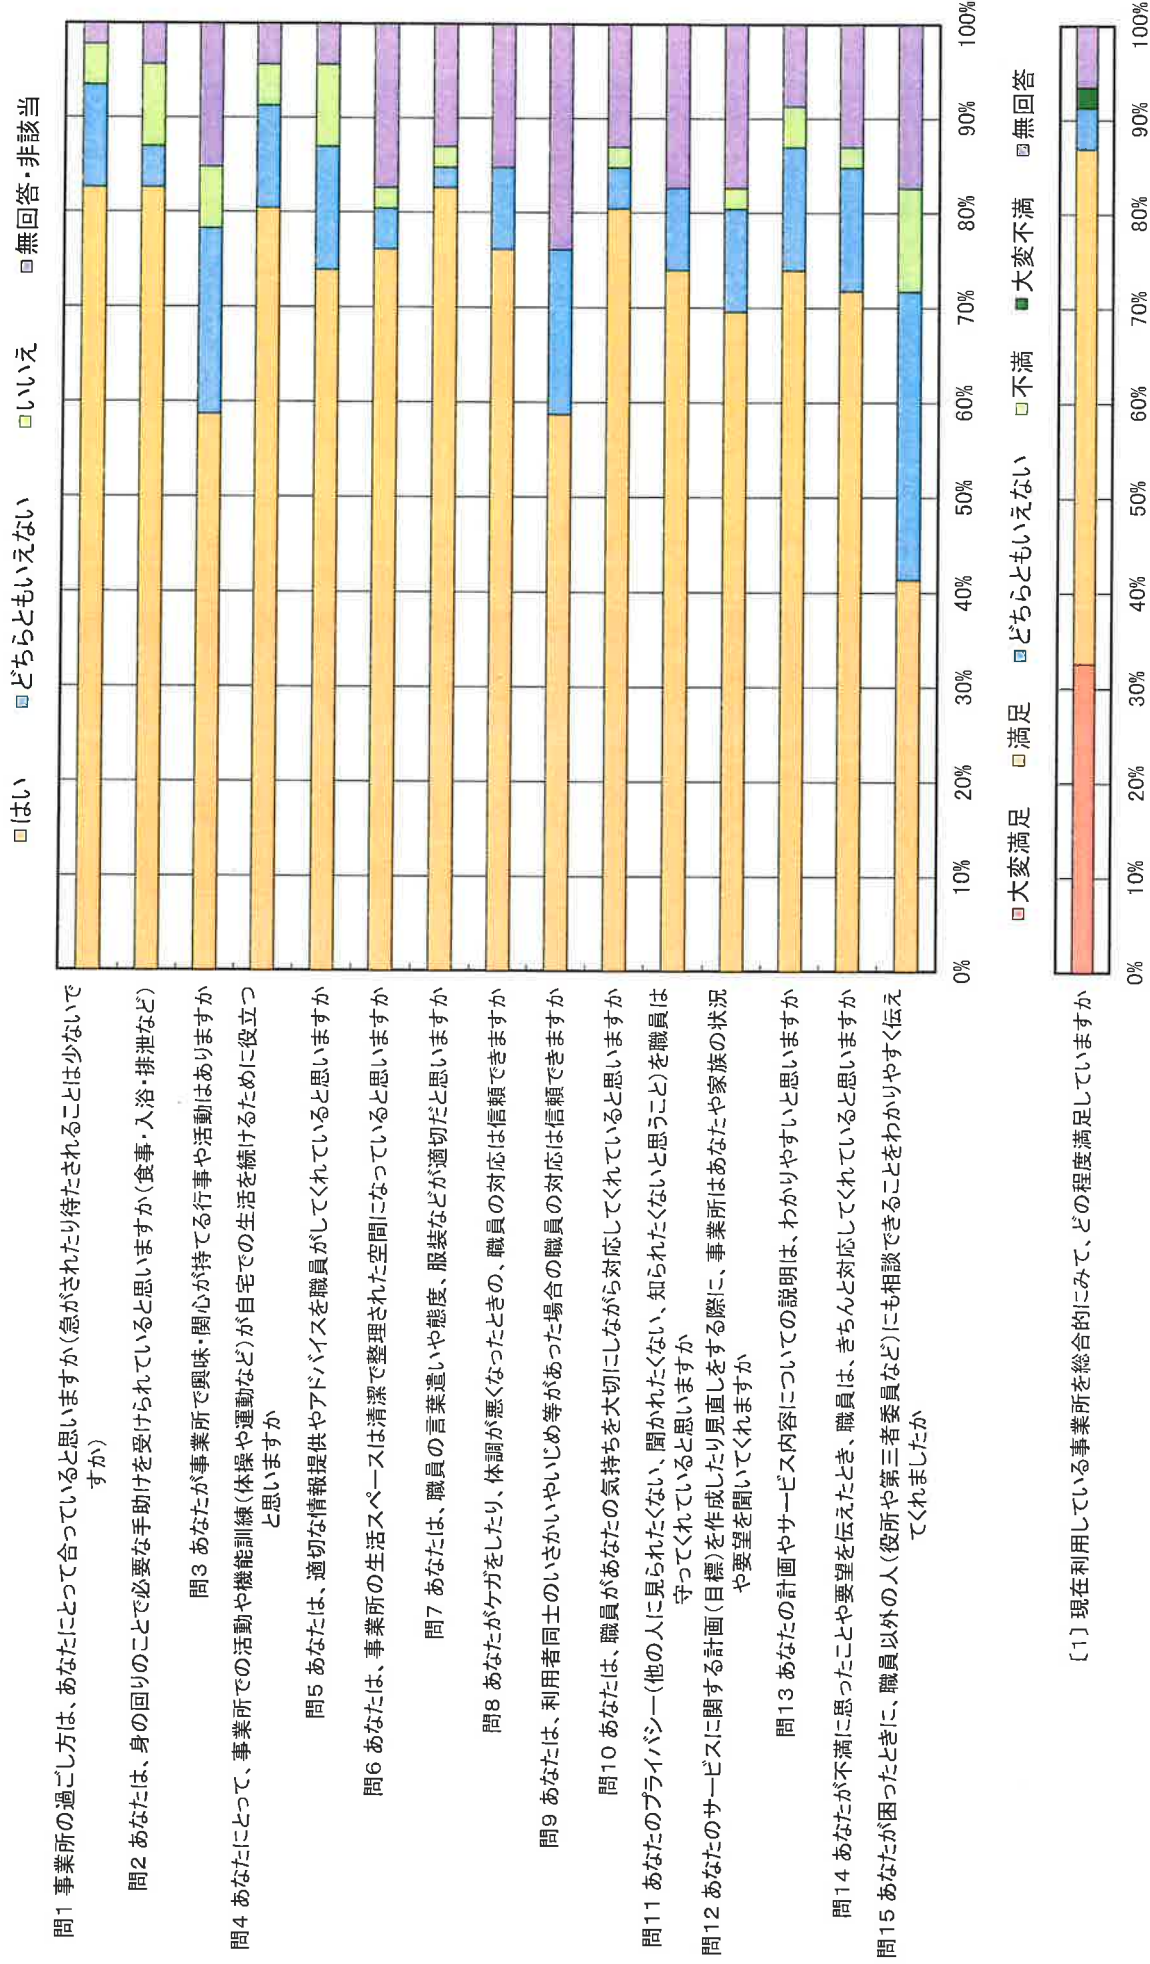 はい どちらともいえない いいえ 無回答・非該当
問1 事業所の過ごし方は、あなたにとって合っていると思いますか（急がされたり待たされることは少ないで
すか）
問2 あなたは、身の回りのことで必要な手助けを受けられていると思いますか（食事・入浴・排泄など）
問3 あなたが事業所で興味・関心が持てる行事や活動はありますか
問4 あなたにとって、事業所での活動や機能訓練（体操や運動など）が自宅での生活を続けるために役立つ
と思いますか
問5 あなたは、適切な情報提供やアドバイスを職員がしてくれていると思いますか
問6 あなたは、事業所の生活スペースは清潔で整理された空間になっていると思いますか
問7 あなたは、職員の言葉遣いや態度、服装などが適切だと思いますか
問8 あなたがケガをしたり、体調が悪くなったときの、職員の対応は信頼できますか
問9 あなたは、利用者同士のいさかいやいじめ等があった場合の職員の対応は信頼できますか
問10 あなたは、職員があなたの気持ちを大切にしながら対応してくれていると思いますか
問11 あなたのプライバシー（他の人に見られたくない、聞かれたくない、知られたくないと思うこと）を職員は
守ってくれていると思いますか
問12 あなたのサービスに関する計画（目標）を作成したり見直しをする際に、事業所はあなたや家族の状況
や要望を聞いてくれますか
問13 あなたの計画やサービス内容についての説明は、わかりやすいと思いますか
問14 あなたが不満に思ったことや要望を伝えたとき、職員は、きちんと対応してくれていると思いますか
問15 あなたが困ったときに、職員以外の人（役所や第三者委員など）にも相談できることをわかりやすく伝え
てくれましたか
0% 10% 20% 30% 40% 50% 60% 70% 80% 90% 100%
大変満足 満足 どちらともいえない 不満 大変不満 無回答
〔1〕 現在利用している事業所を総合的にみて、どの程度満足していますか
0% 10% 20% 30% 40% 50% 60% 70% 80% 90% 100%